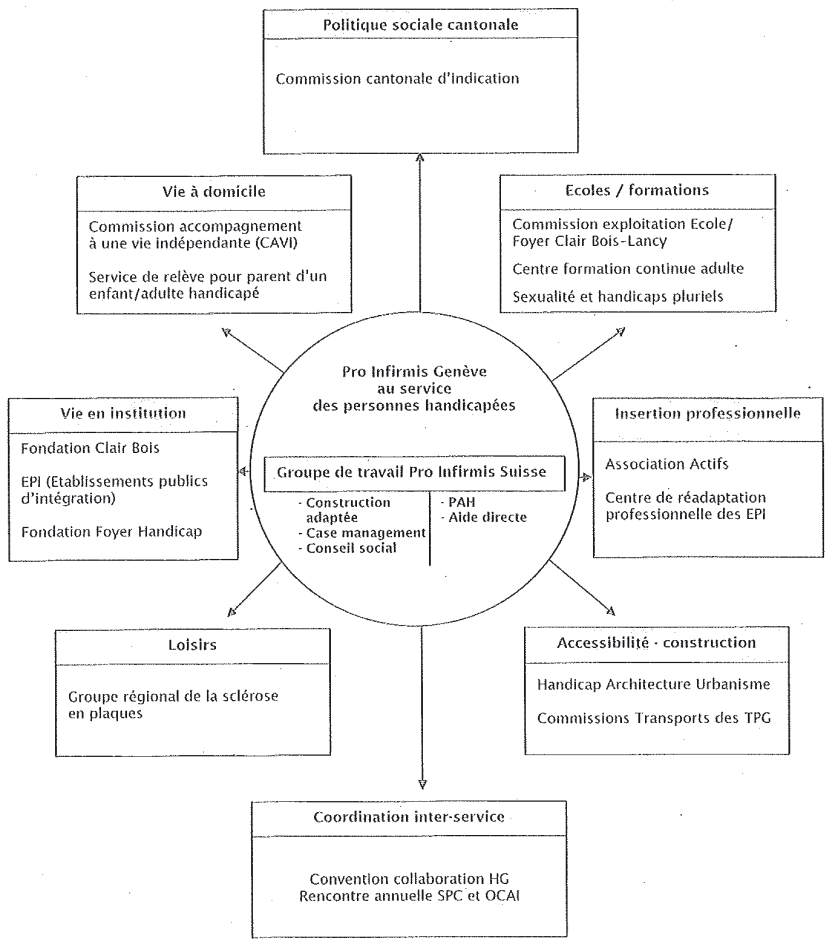 Politique sociale cantonale
Commission cantonale d'indication
Vie à domicile
Commission accompagnement
à une vie indépendante (CAVI)
Service de relève pour parent d'un
enfant/adulte handicapé
Ecoles / formations
Commission exploitation Ecole/
Foyer Clair Bois-Lancy
Centre formation continue adulte
Sexualité et handicaps pluriels
Pro Infirmis Genève
au service
des personnes handicapées
Groupe de travail Pro Infirmis Suisse
- Construction
adaptée
- Case management
- Conseil social
- PAH
- Aide directe
Vie en institution
Fondation Clair Bois
EPI (Etablissements publics
d'intégration)
Fondation Foyer Handicap
Insertion professionnelle
Association Actifs
Centre de réadaptation
professionnelle des EPI
Loisirs
Groupe régional de la sclérose
en plaques
Accessibilité - construction
Handicap Architecture Urbanisme
Commissions Transports des TPG
Coordination inter-service
Convention collaboration HG
Rencontre annuelle SPC et OCAI